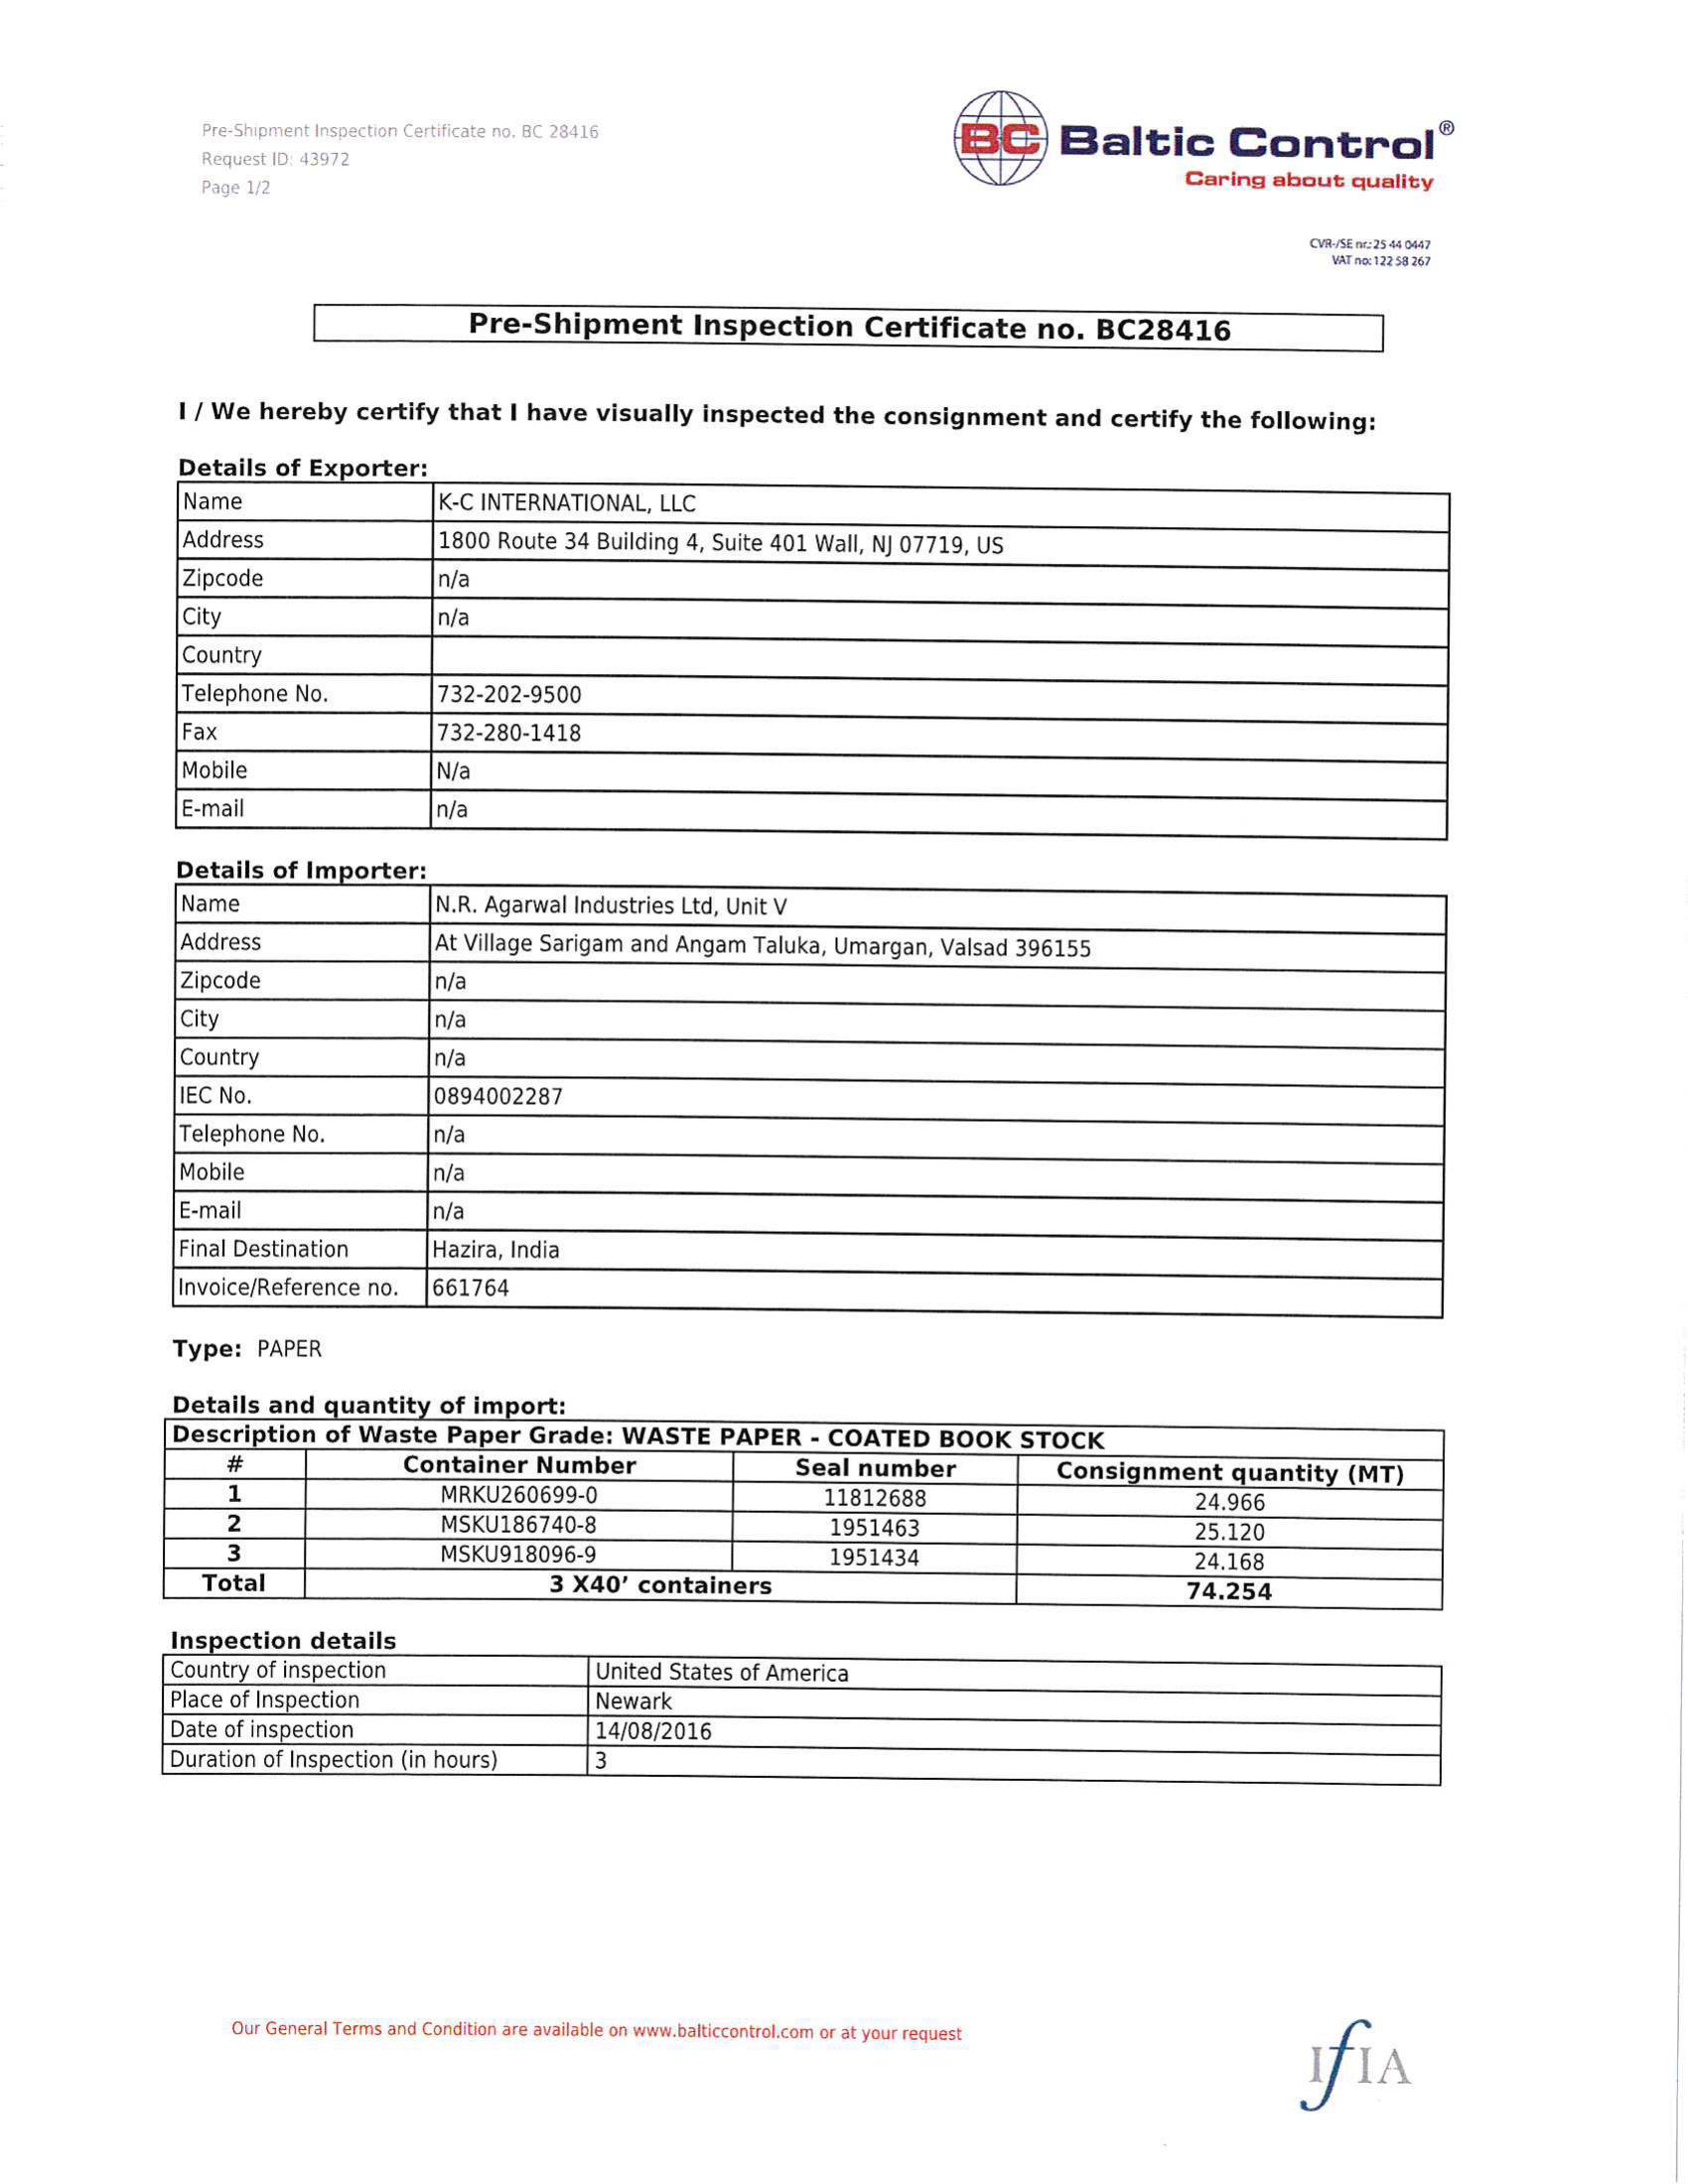 Pre-Shipment Inspection Certificate no. BC 28416
Request ID: 43972
Page 1/2
BC Baltic Control®
Caring about quality
CVR-/SE nr.: 25 44 0447
VAT no: 122 58 267
Pre-Shipment Inspection Certificate no. BC28416
I / We hereby certify that I have visually inspected the consignment and certify the following:
Details of Exporter:
Name K-C INTERNATIONAL, LLC
Address 1800 Route 34 Building 4, Suite 401 Wall, NJ 07719, US
Zipcode n/a
City n/a
Country
Telephone No. 732-202-9500
Fax 732-280-1418
Mobile N/a
E-mail n/a
Details of Importer:
Name N.R. Agarwal Industries Ltd, Unit V
Address At Village Sarigam and Angam Taluka, Umargan, Valsad 396155
Zipcode n/a
City n/a
Country n/a
IEC No. 0894002287
Telephone No. n/a
Mobile n/a
E-mail n/a
Final Destination Hazira, India
Invoice/Reference no. 661764
Type: PAPER
Details and quantity of import:
Description of Waste Paper Grade: WASTE PAPER - COATED BOOK STOCK
# Container Number Seal number Consignment quantity (MT)
1 MRKU260699-0 11812688 24.966
2 MSKU186740-8 1951463 25.120
3 MSKU918096-9 1951434 24.168
Total 3 X40’ containers 74.254
Inspection details
Country of inspection United States of America
Place of Inspection Newark
Date of inspection 14/08/2016
Duration of Inspection (in hours) 3
Our General Terms and Condition are available on www.balticcontrol.com or at your request
IfIA